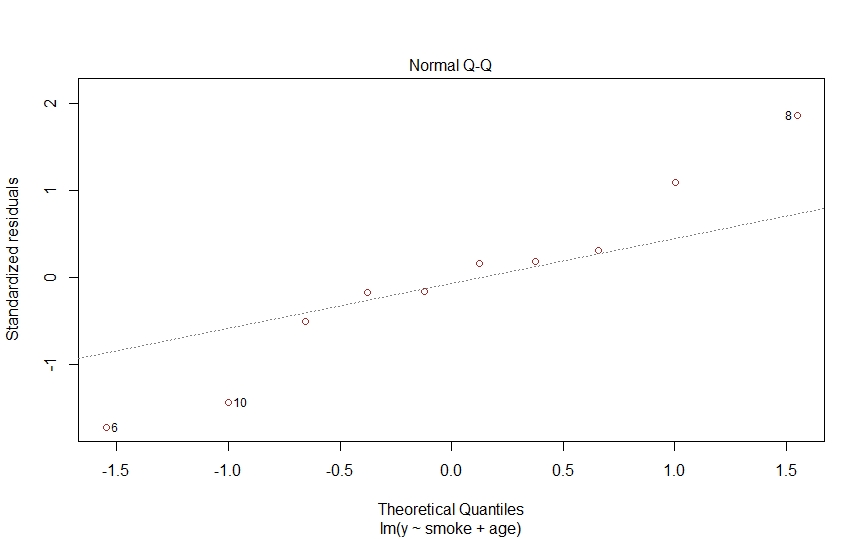 Normal Q-Q
2
1
0
-1
Standardized residuals
8
10
6
-1.5 -1.0 -0.5 0.0 0.5 1.0 1.5
Theoretical Quantiles
lm(y ~ smoke + age)